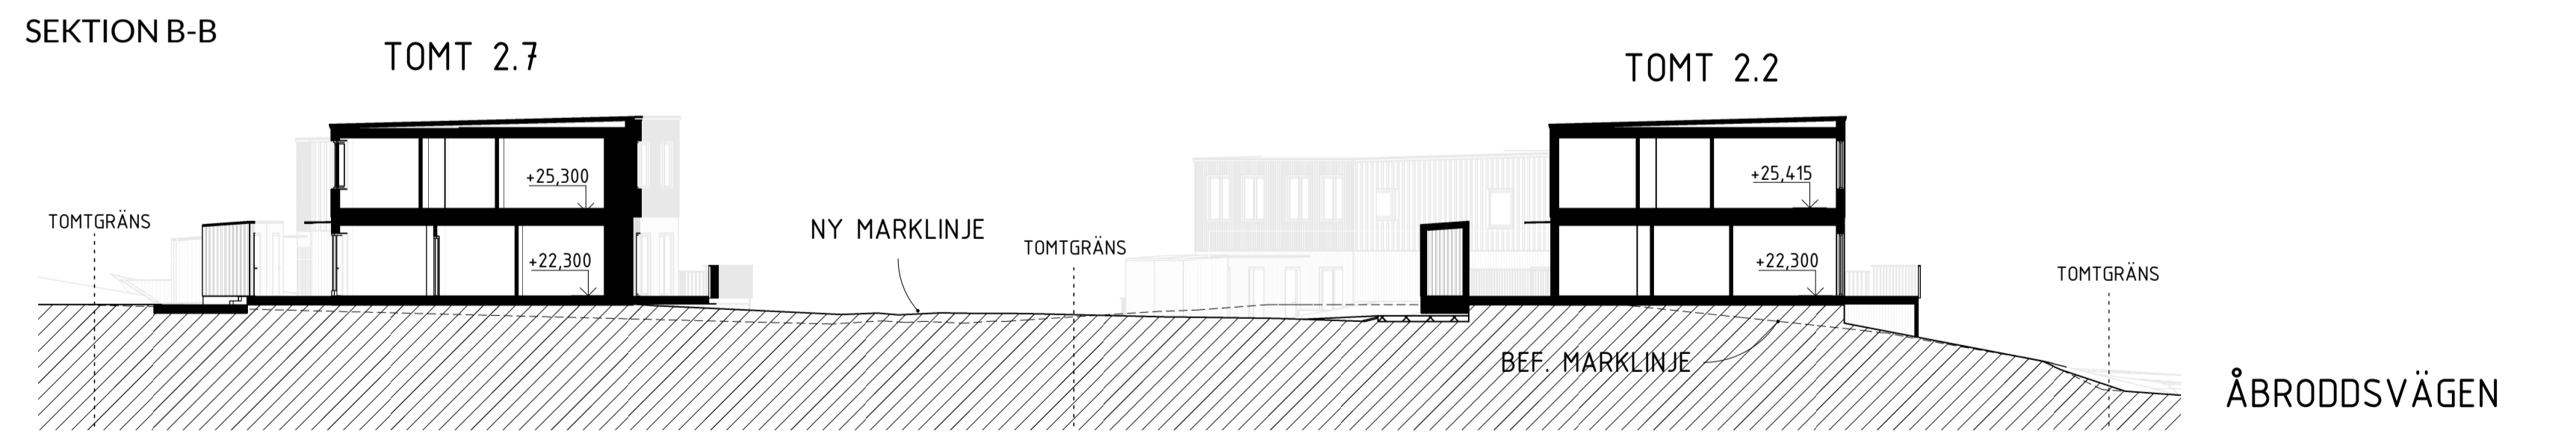 SEKTION B-B
TOMT 2.7
TOMT 2.2
+25,300
+25,415
TOMTGRÄNS
NY MARKLINJE
TOMTGRÄNS
+22,300
+22,300
TOMTGRÄNS
BEF. MARKLINJE
ÅBRODDSVÄGEN